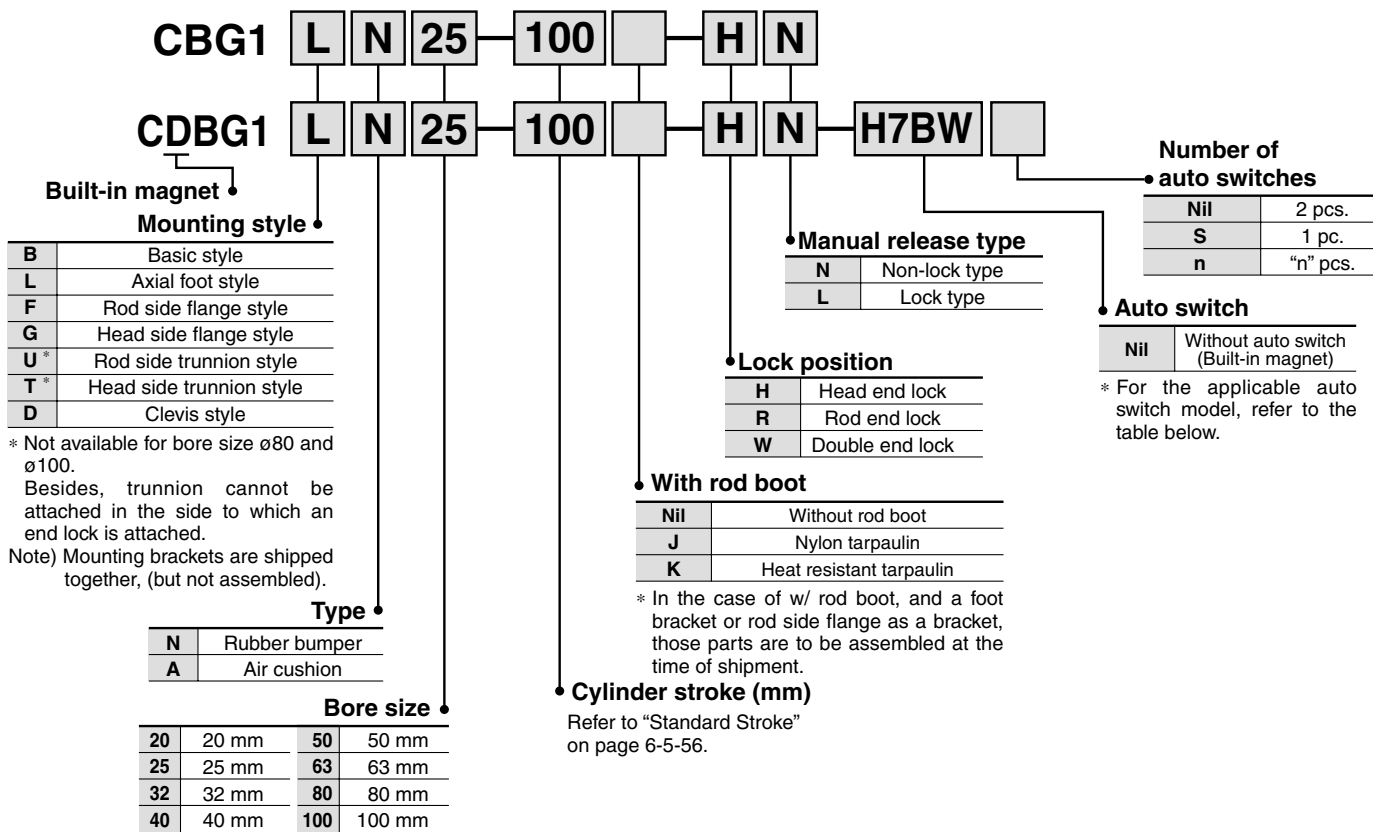 CBG1 L N 25 100 H N
CDBG1 L N 25 100 H N H7BW
Built-in magnet
Mounting style
B Basic style
L Axial foot style
F Rod side flange style
G Head side flange style
U * Rod side trunnion style
T * Head side trunnion style
D Clevis style
* Not available for bore size ø80 and
ø100.
Besides, trunnion cannot be
attached in the side to which an
end lock is attached.
Note) Mounting brackets are shipped
together, (but not assembled).
Type
N Rubber bumper
A Air cushion
Bore size
20 20 mm 50 50 mm
25 25 mm 63 63 mm
32 32 mm 80 80 mm
40 40 mm 100 100 mm
Cylinder stroke (mm)
Refer to “Standard Stroke”
on page 6-5-56.
With rod boot
Nil Without rod boot
J Nylon tarpaulin
K Heat resistant tarpaulin
* In the case of w/ rod boot, and a foot
bracket or rod side flange as a bracket,
those parts are to be assembled at the
time of shipment.
Lock position
H Head end lock
R Rod end lock
W Double end lock
Manual release type
N Non-lock type
L Lock type
Auto switch
Nil Without auto switch
(Built-in magnet)
* For the applicable auto
switch model, refer to the
table below.
Number of
auto switches
Nil 2 pcs.
S 1 pc.
n “n” pcs.